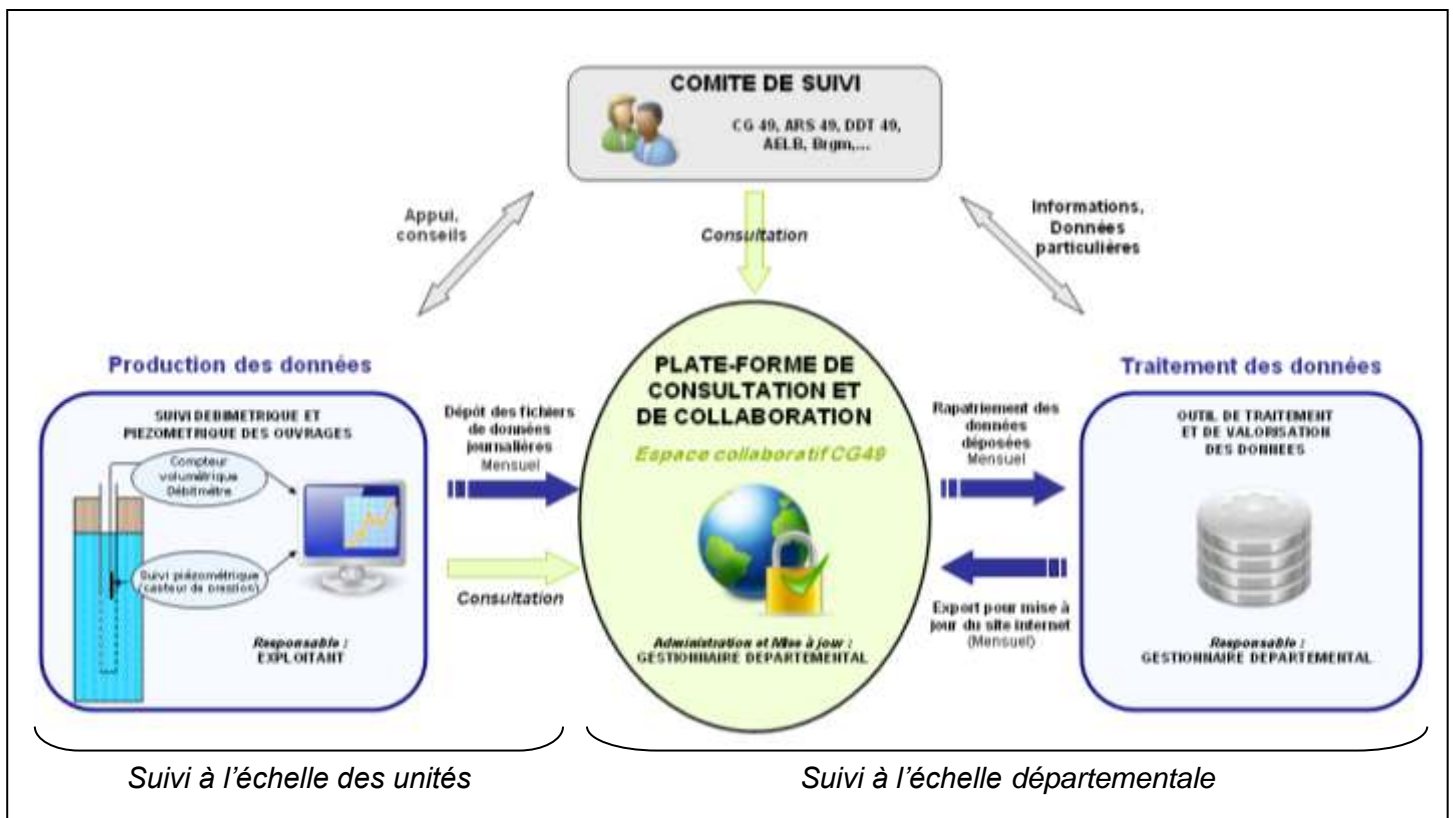 COMITE DE SUIVI
CG 49, ARS 49, DDT 49,
AELB, Brgm,...
Appui,
conseils
Consultation
Informations,
Données
particulières
Production des données
SUIVI DEBIMETRIQUE ET
PIEZOMETRIQUE DES OUVRAGES
Compteur
volumétrique
Débitmètre
Suivi piézométrique
(capteur de pression)
Responsable :
EXPLOITANT
Dépôt des fichiers
de données
journalières
Mensuel
Consultation
PLATE-FORME DE
CONSULTATION ET
DE COLLABORATION
Espace collaboratif CG49
Administration et Mise à jour :
GESTIONNAIRE DEPARTEMENTAL
Rapatriement des
données
déposées
Mensuel
Export pour mise à
jour du site internet
(Mensuel)
Traitement des données
OUTIL DE TRAITEMENT
ET DE VALORISATION
DES DONNEES
Responsable :
GESTIONNAIRE DEPARTEMENTAL
Suivi à l’échelle des unités
Suivi à l’échelle départementale